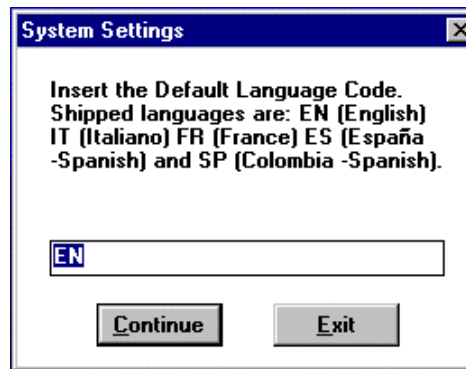 System Settings
Insert the Default Language Code.
Shipped languages are: EN (English)
IT (Italiano) FR (France) ES (España
-Spanish) and SP (Colombia -Spanish).
EN
Continue Exit